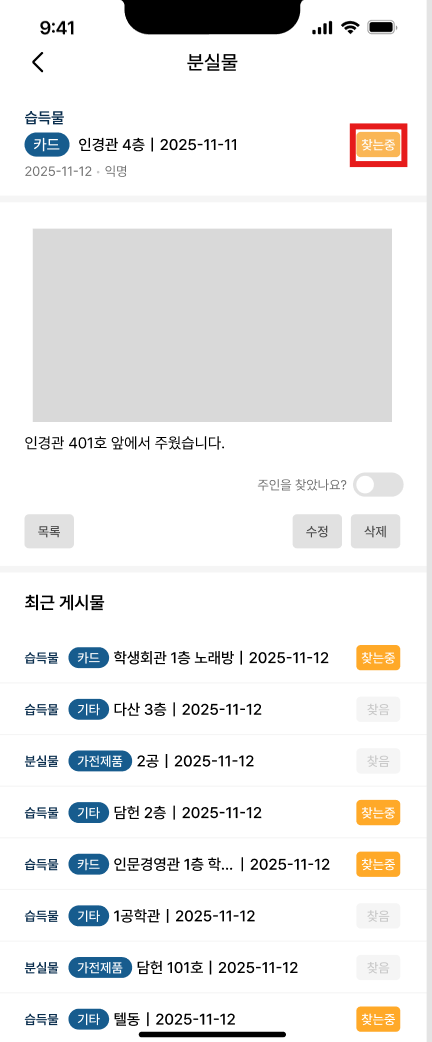 9:41
분실물
습득물
카드 인경관 4층 | 2025-11-11 찾는중
2025-11-12 · 익명
인경관 401호 앞에서 주웠습니다.
주인을 찾았나요?
목록 수정 삭제
최근 게시물
습득물 카드 학생회관 1층 노래방 | 2025-11-12 찾는중
습득물 기타 다산 3층 | 2025-11-12 찾음
분실물 가전제품 2공 | 2025-11-12 찾음
습득물 기타 담헌 2층 | 2025-11-12 찾는중
습득물 카드 인문경영관 1층 학... | 2025-11-12 찾는중
습득물 기타 1공학관 | 2025-11-12 찾음
분실물 가전제품 담헌 101호 | 2025-11-12 찾음
습득물 기타 텔동 | 2025-11-12 찾는중